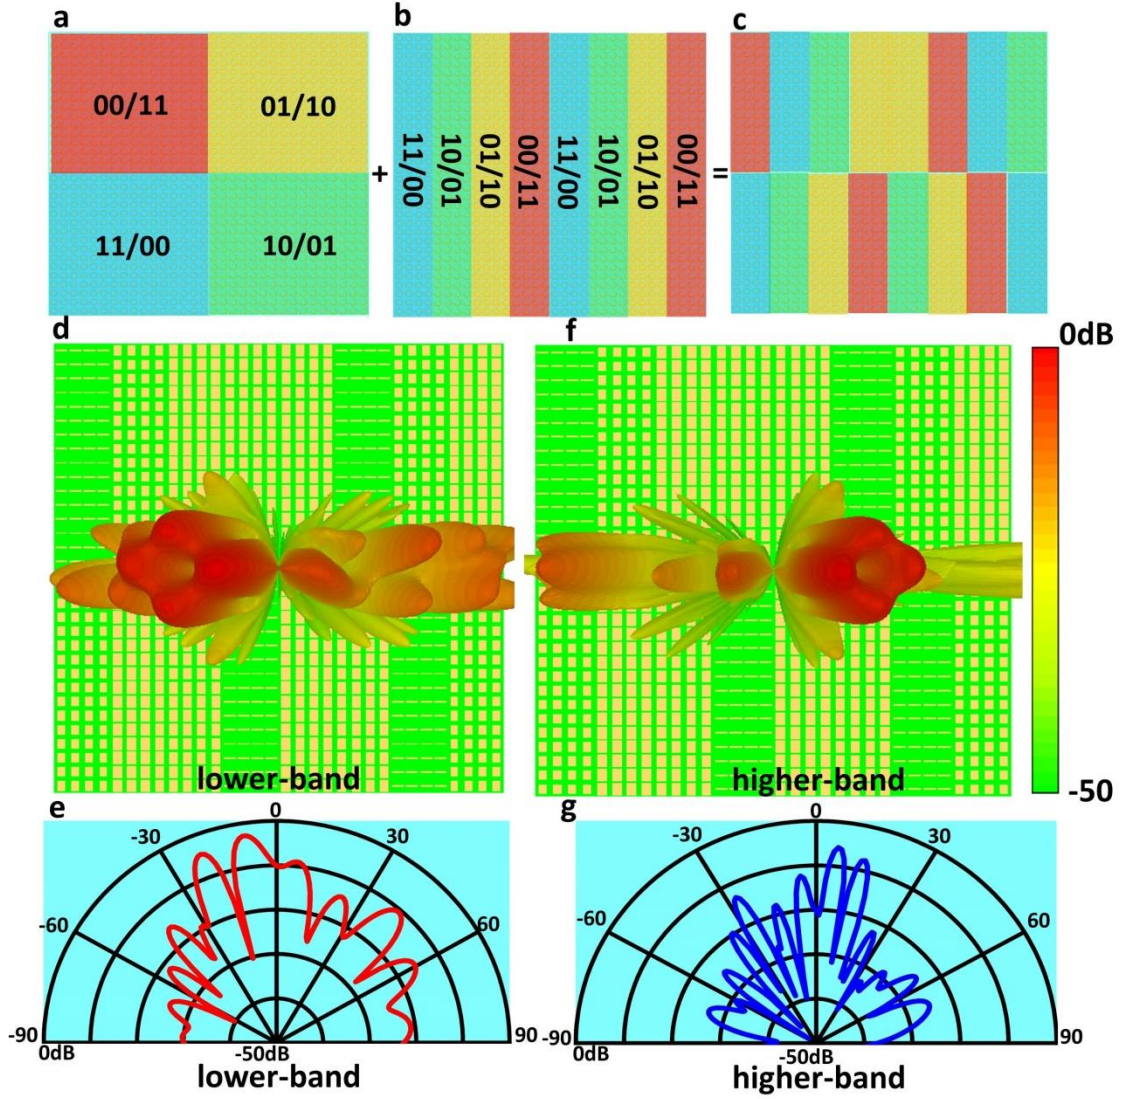 a b c
00/11 01/10
11/00 10/01
+
11/00 10/01 01/10 00/11 11/00 10/01 01/10 00/11
=
d f
0dB
-50
lower-band higher-band
e g
0 0
-30 30 -30 30
-60 60 -60 60
-90 90 -90 90
0dB -50dB 0dB -50dB
lower-band higher-band